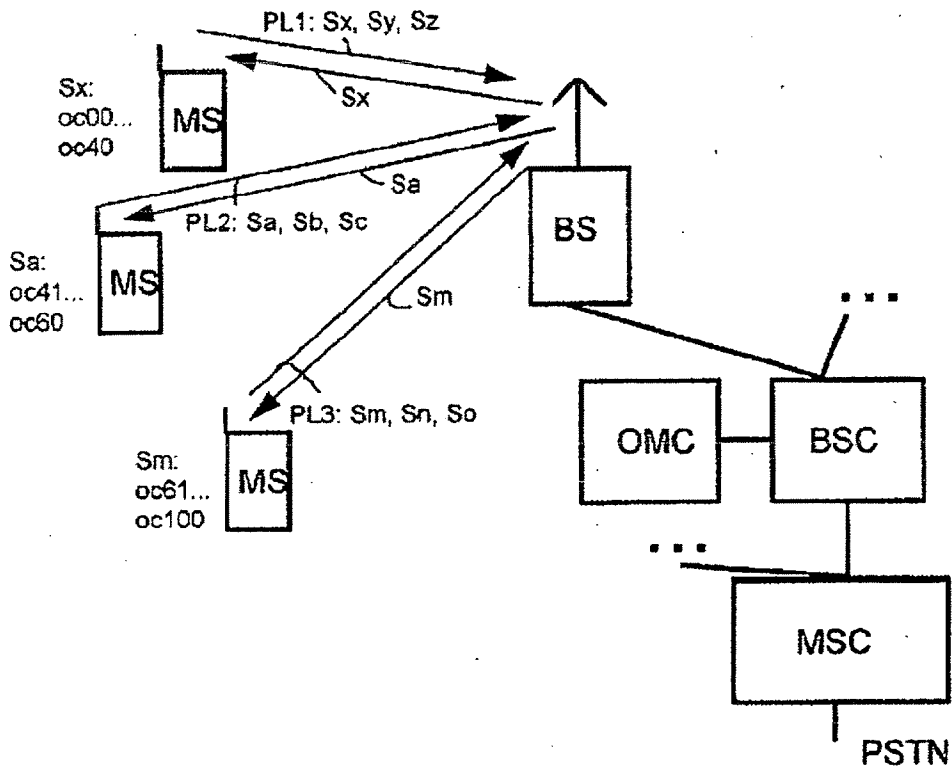 PL1: Sx, Sy, Sz
Sx
Sx:
oc00...
oc40
MS
Sa
PL2: Sa, Sb, Sc
BS
Sa:
oc41...
oc60
MS
Sm
...
PL3: Sm, Sn, So
OMC
BSC
Sm:
oc61...
oc100
MS
...
MSC
PSTN